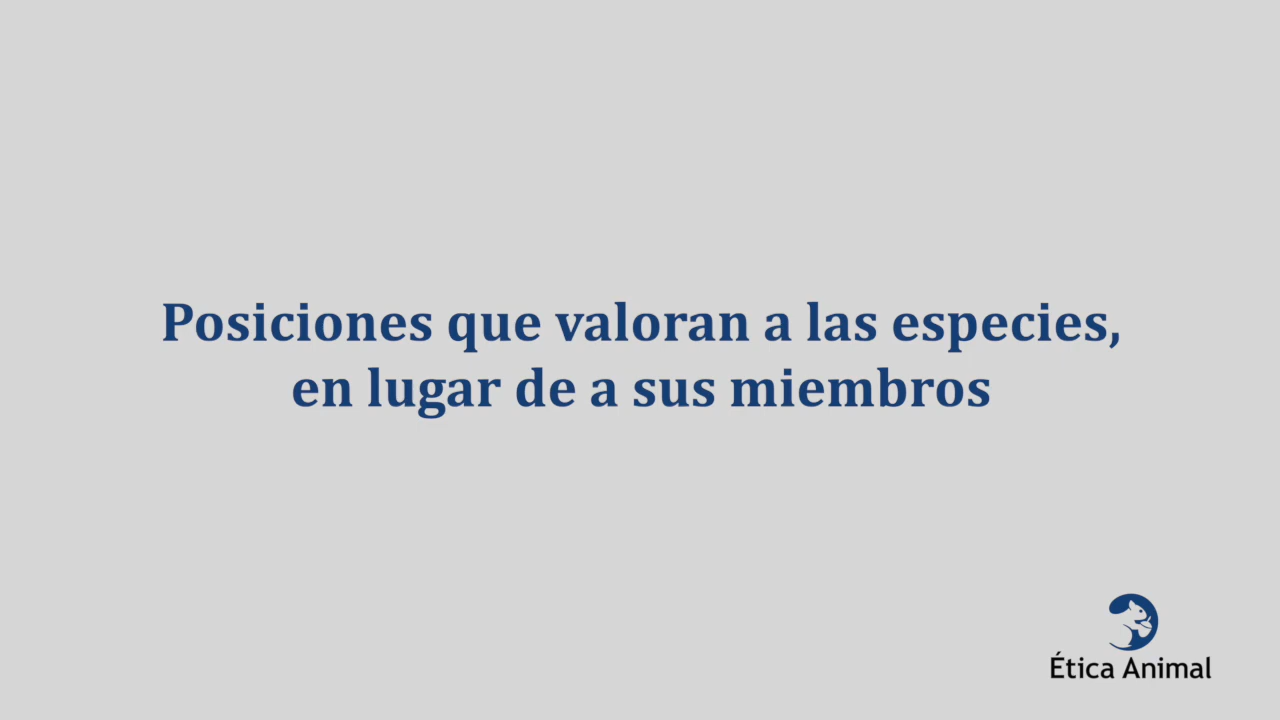 Posiciones que valoran a las especies,
en lugar de a sus miembros
Ética Animal